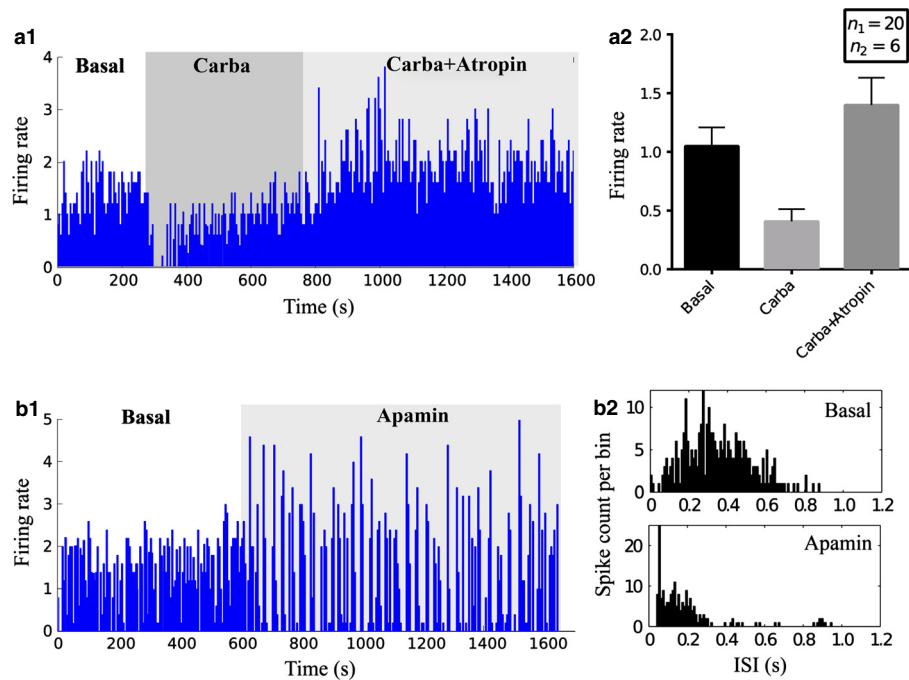 a1
Basal
Carba
Carba+Atropin
Firing rate
4
3
2
1
0
0 200 400 600 800 1000 1200 1400 1600
Time (s)
a2
n₁ = 20
n₂ = 6
Firing rate
2.0
1.5
1.0
0.5
0.0
Basal
Carba
Carba+Atropin
b1
Basal
Apamin
Firing rate
5
4
3
2
1
0
0 200 400 600 800 1000 1200 1400 1600
Time (s)
b2
Spike count per bin
Basal
10
5
0
0 0.2 0.4 0.6 0.8 1.0 1.2
Apamin
20
10
0
0 0.2 0.4 0.6 0.8 1.0 1.2
ISI (s)